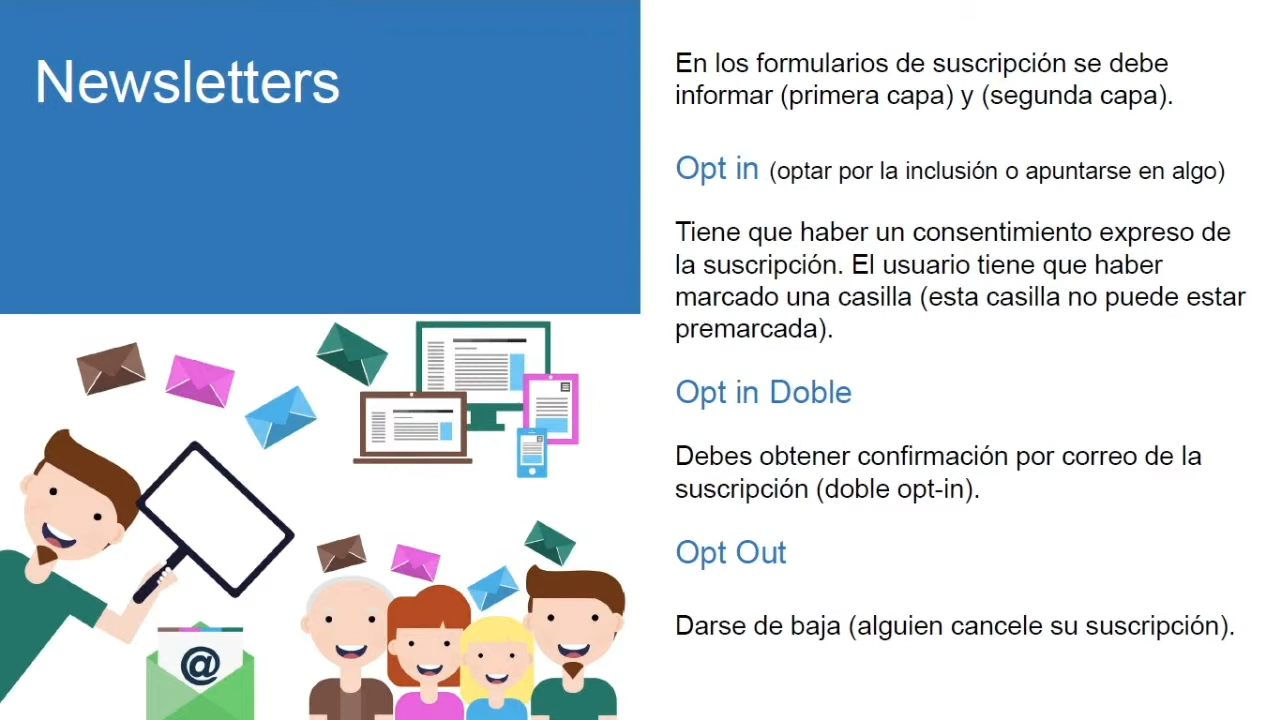 Newsletters
En los formularios de suscripción se debe
informar (primera capa) y (segunda capa).
Opt in (optar por la inclusión o apuntarse en algo)
Tiene que haber un consentimiento expreso de
la suscripción. El usuario tiene que haber
marcado una casilla (esta casilla no puede estar
premarcada).
Opt in Doble
Debes obtener confirmación por correo de la
suscripción (doble opt-in).
Opt Out
Darse de baja (alguien cancele su suscripción).
@